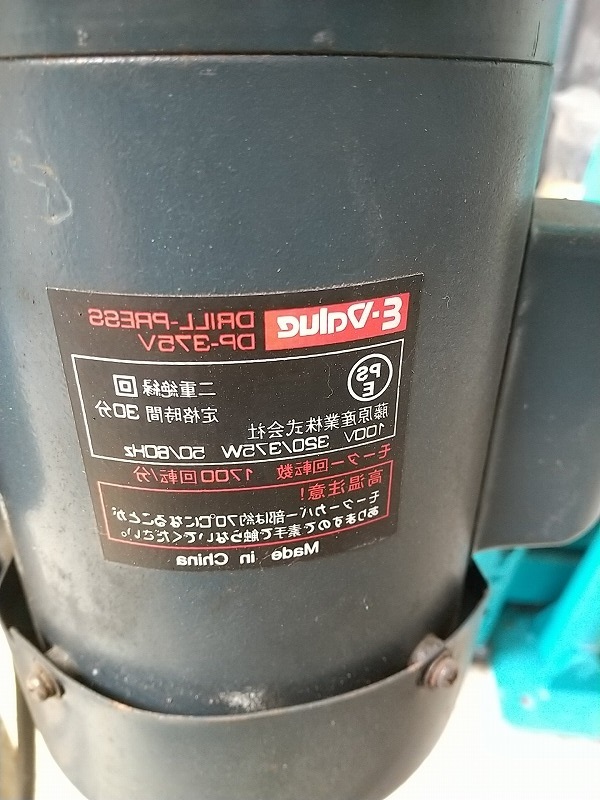 E-Value DRILL-PRESS
DP-375V
PS
E
二重絶縁
定格時間 30分
藤原産業株式会社
100V 320/375W 50/60Hz
モーター回転数 1700回転/分
高温注意!
モーターカバー部は約70℃になることが
ありますので素手で触らないでください。
Made in China